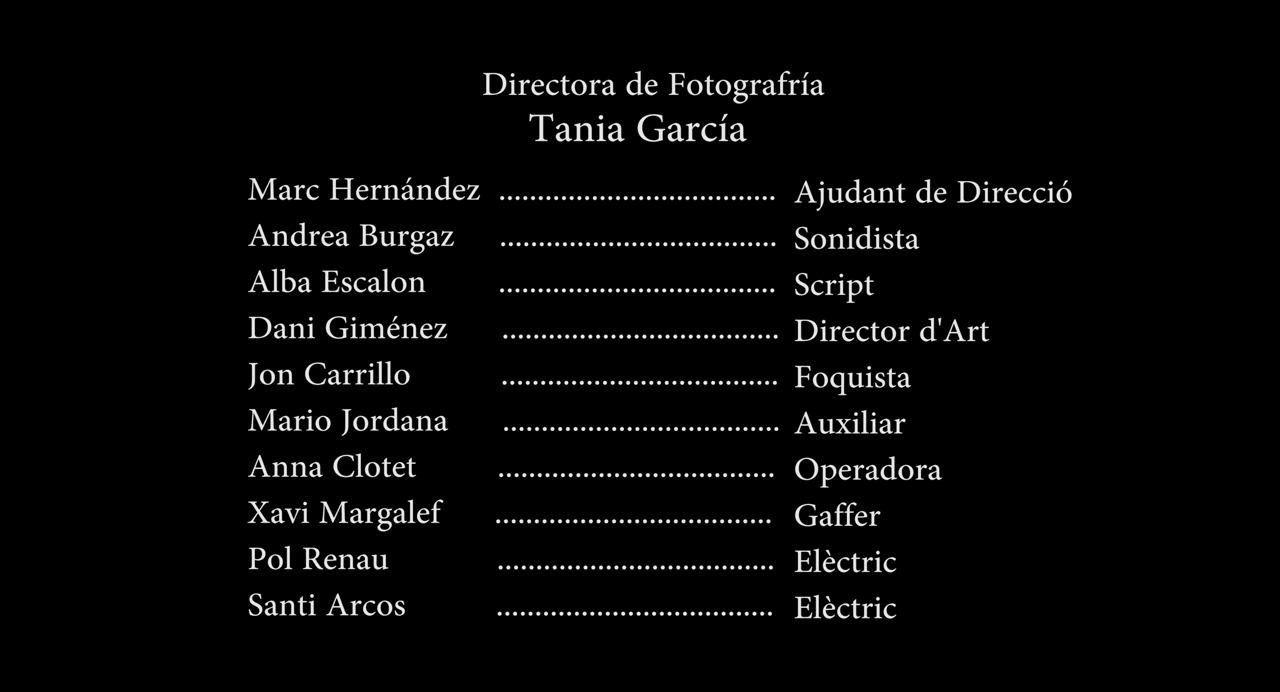 Directora de Fotografría
Tania García
Marc Hernández .................................... Ajudant de Direcció
Andrea Burgaz .................................... Sonidista
Alba Escalon .................................... Script
Dani Giménez .................................... Director d'Art
Jon Carrillo .................................... Foquista
Mario Jordana .................................... Auxiliar
Anna Clotet .................................... Operadora
Xavi Margalef .................................... Gaffer
Pol Renau .................................... Elèctric
Santi Arcos .................................... Elèctric